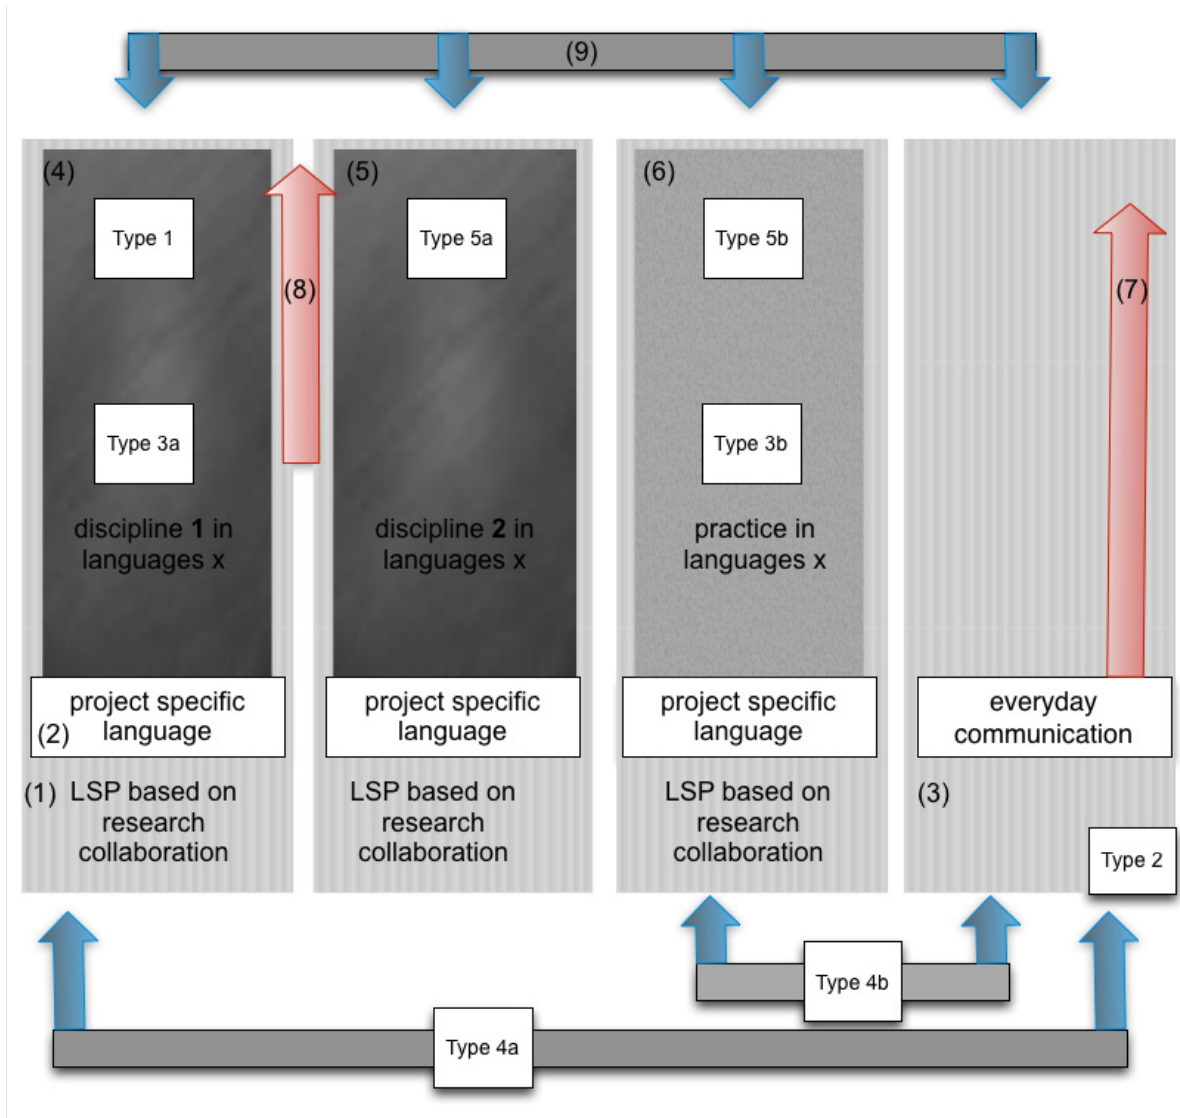 (9)
(4)
Type 1
Type 3a
discipline 1 in
languages x
project specific
(2) language
(1) LSP based on
research
collaboration
(8)
(5)
Type 5a
discipline 2 in
languages x
project specific
language
LSP based on
research
collaboration
(6)
Type 5b
Type 3b
practice in
languages x
project specific
language
LSP based on
research
collaboration
(7)
everyday
communication
(3)
Type 2
Type 4b
Type 4a